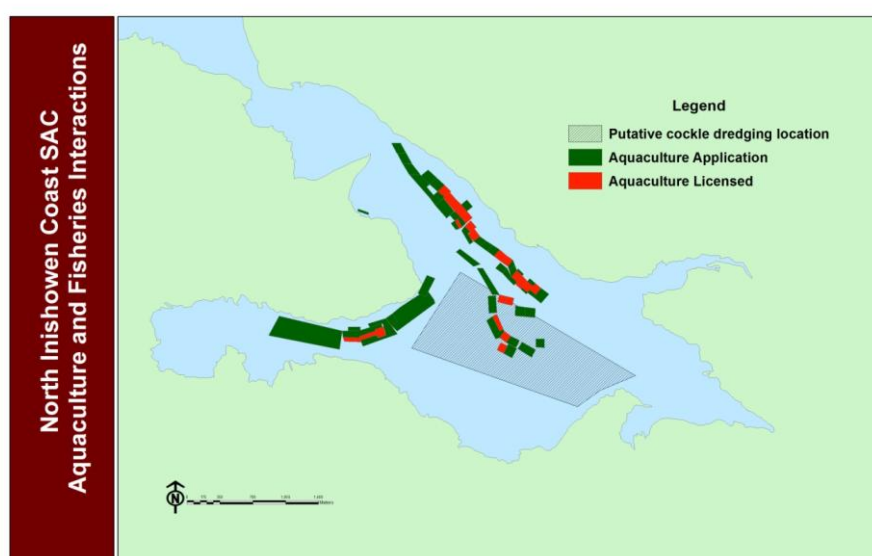 North Inishowen Coast SAC
Aquaculture and Fisheries Interactions
Legend
Putative cockle dredging location
Aquaculture Application
Aquaculture Licensed
N